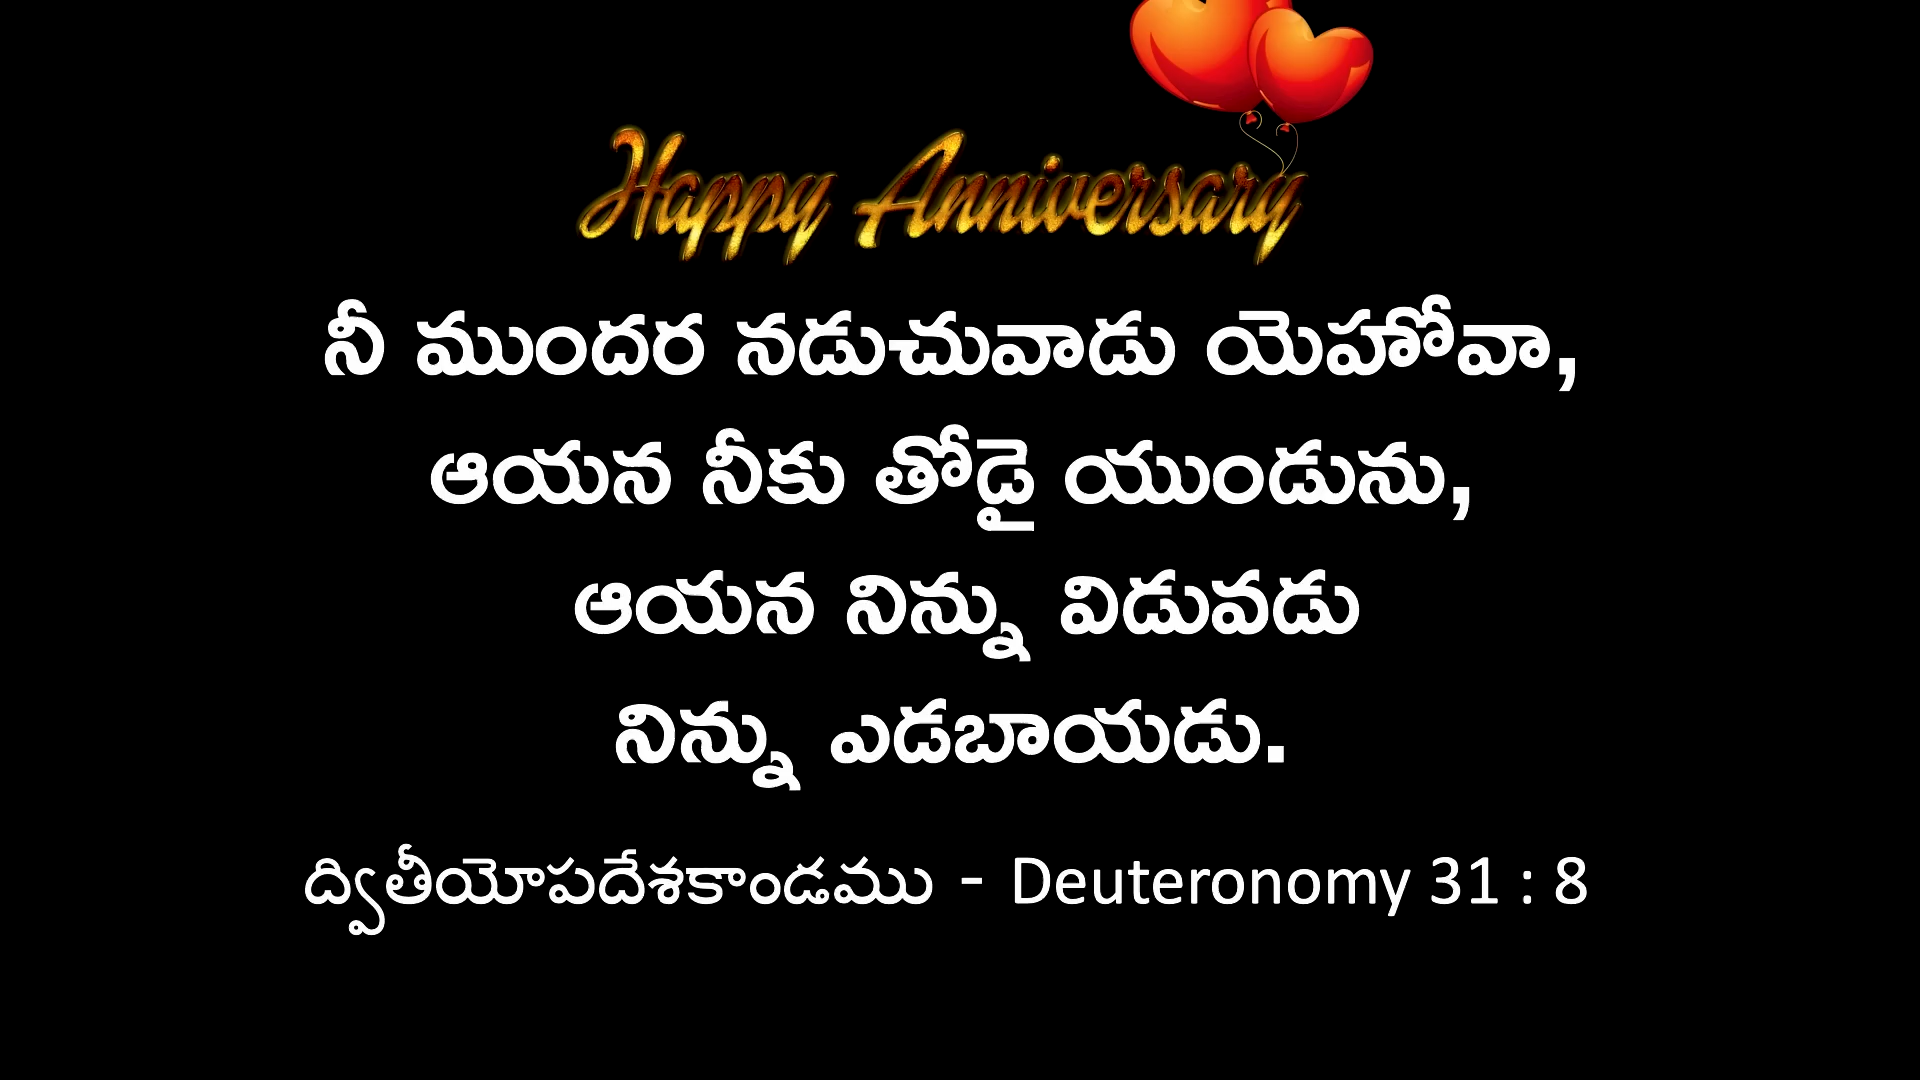 Happy Anniversary
నీ ముందర నడుచువాడు యెహోవా,
ఆయన నీకు తోడై యుండును,
ఆయన నిన్ను విడువడు
నిన్ను ఎడబాయడు.
ద్వితీయోపదేశకాండము - Deuteronomy 31 : 8